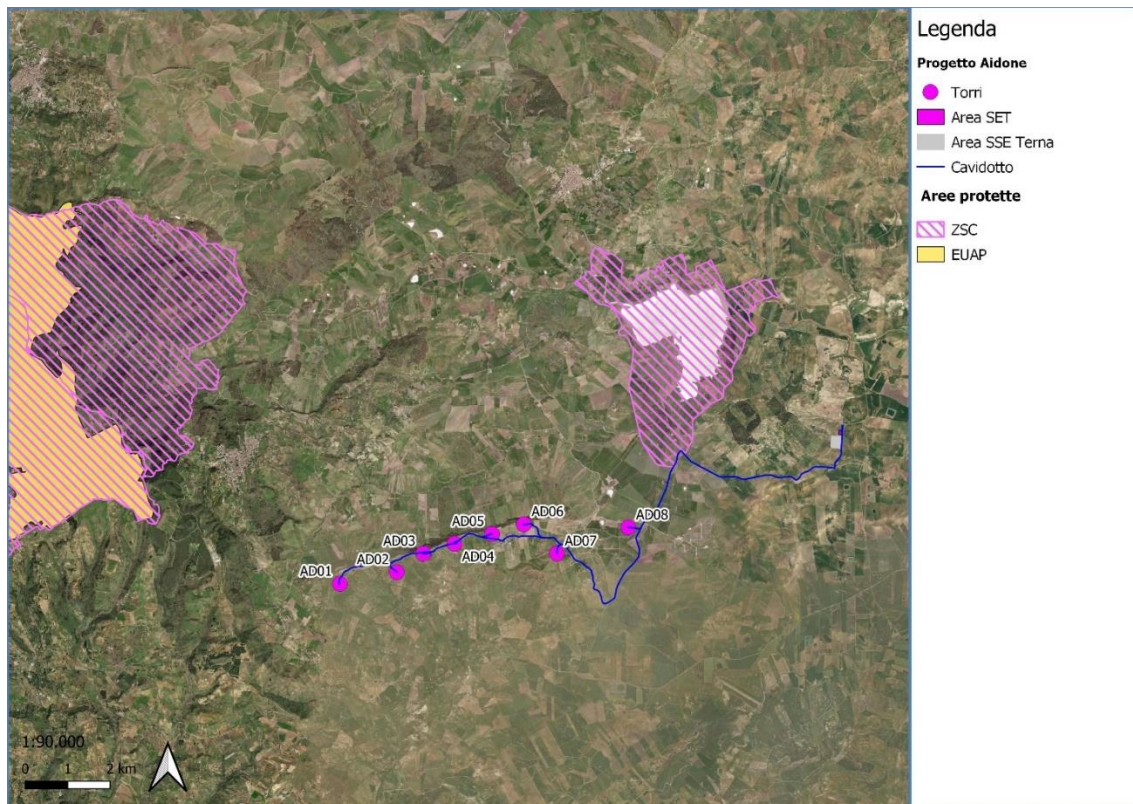 Legenda
Progetto Aidone
Torri
Area SET
Area SSE Terna
Cavidotto
Aree protette
ZSC
EUAP
AD06
AD05
AD08
AD03
AD04
AD07
AD02
AD01
1:90.000
0 1 2 km